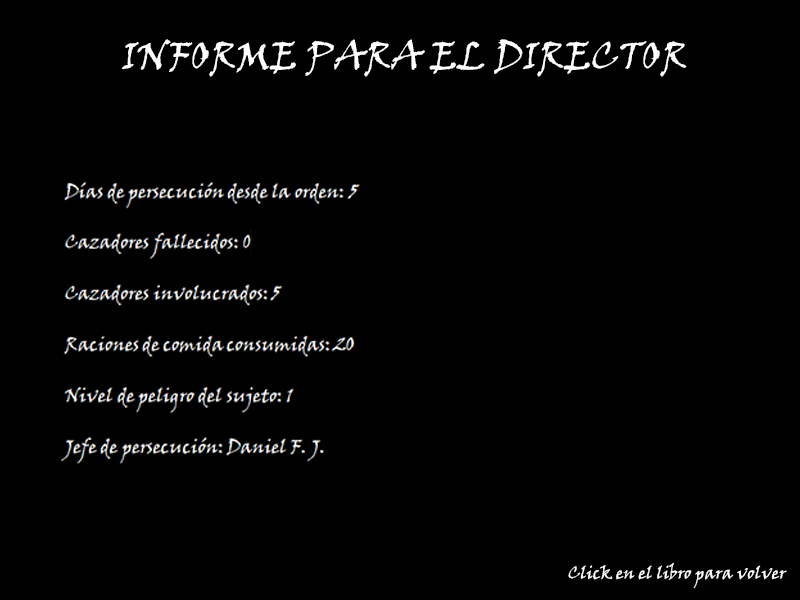 INFORME PARA EL DIRECTOR
Días de persecución desde la orden: 5
Cazadores fallecidos: 0
Cazadores involucrados: 5
Raciones de comida consumidas: 20
Nivel de peligro del sujeto: 1
Jefe de persecución: Daniel F. J.
Click en el libro para volver